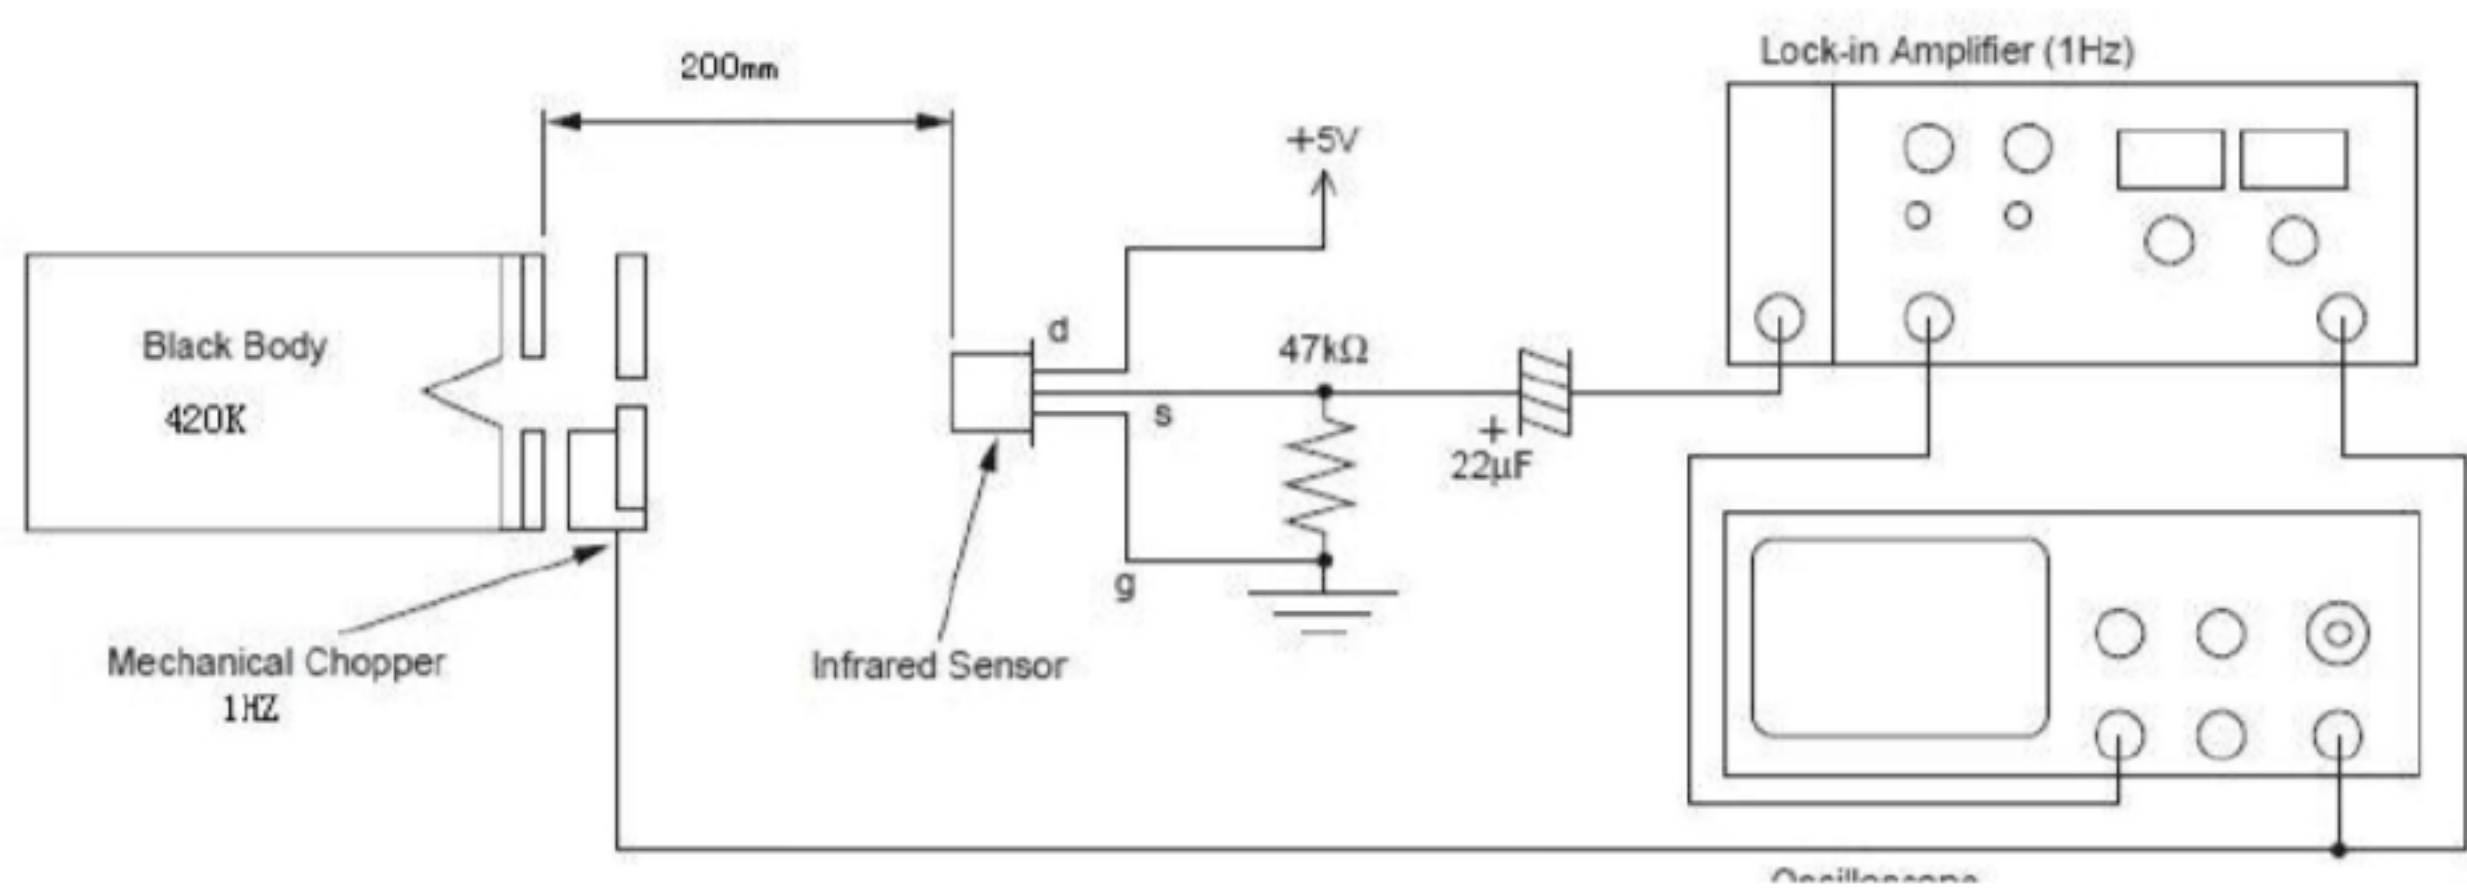 Lock-in Amplifier (1Hz)
200mm
+5V
d
Black Body
47kΩ
420K
s
+
22μF
g
Mechanical Chopper
Infrared Sensor
1HZ